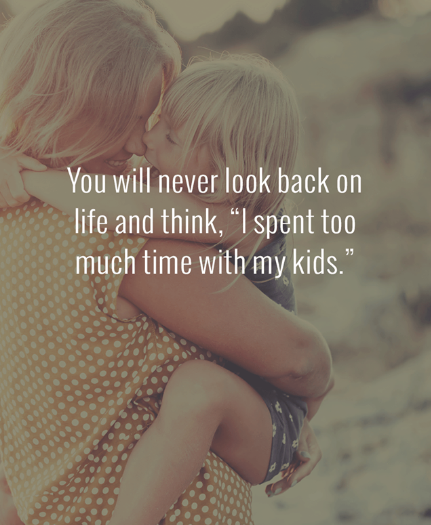 You will never look back on
life and think, “I spent too
much time with my kids.”